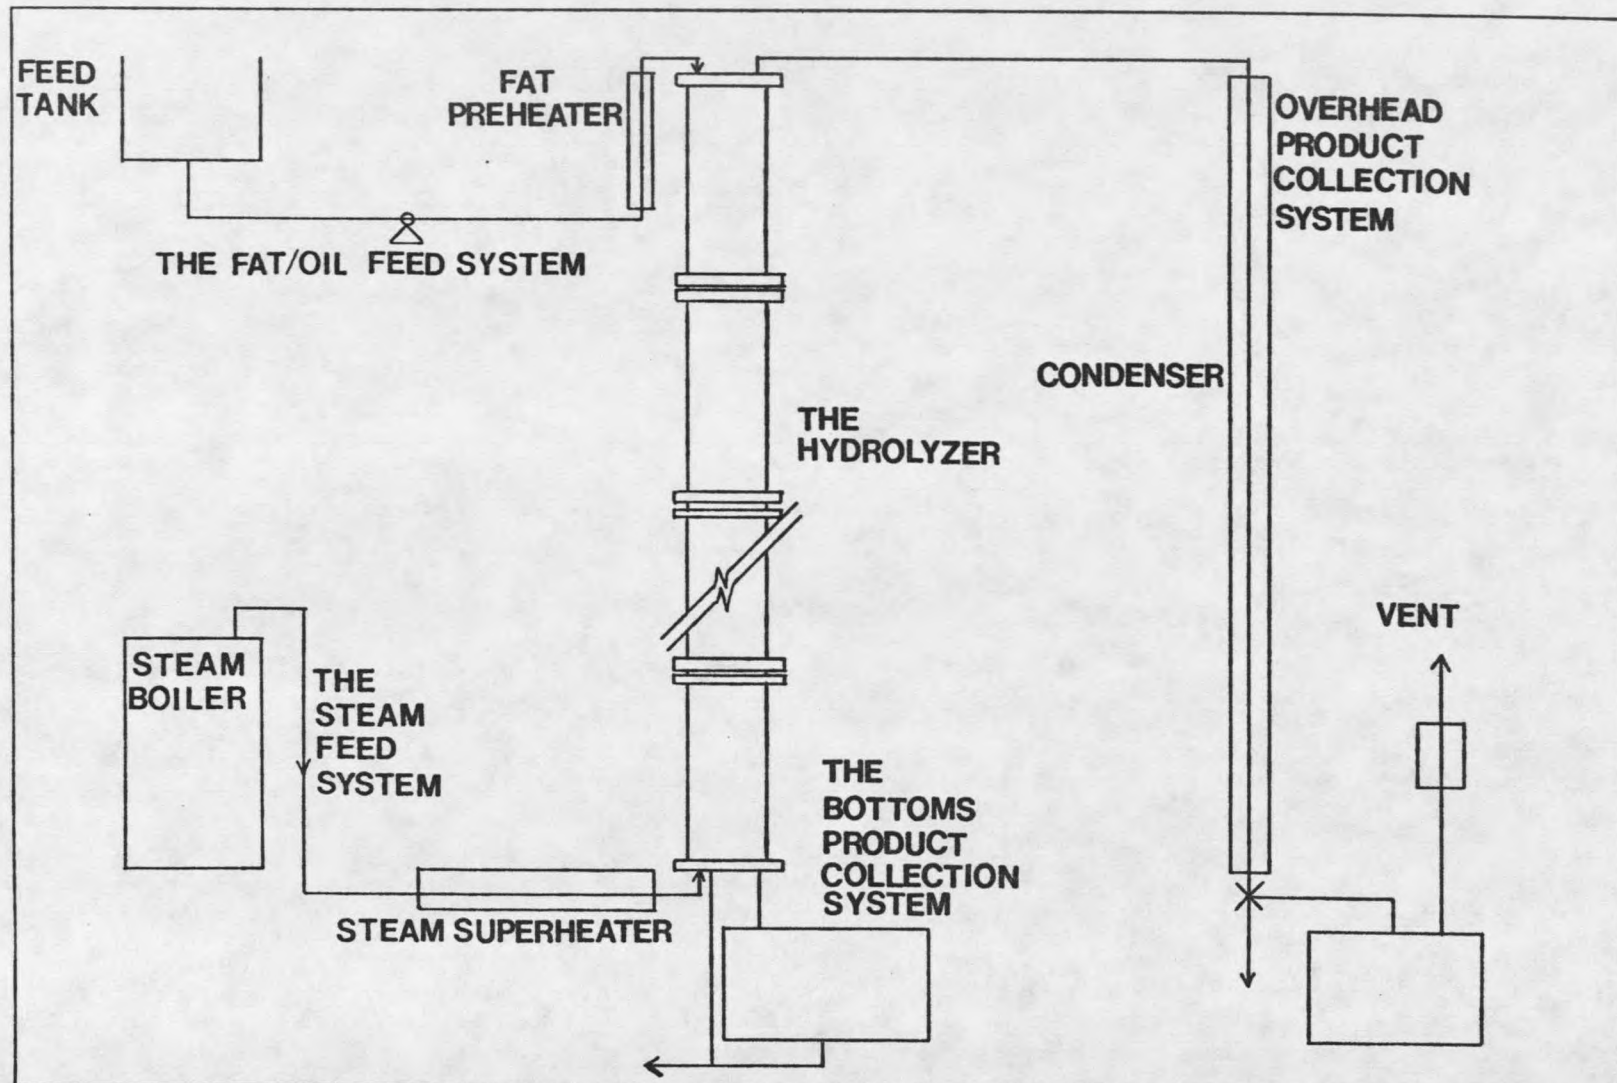 FEED
TANK
FAT
PREHEATER
OVERHEAD
PRODUCT
COLLECTION
SYSTEM
THE FAT/OIL FEED SYSTEM
CONDENSER
THE
HYDROLYZER
VENT
STEAM
BOILER
THE
STEAM
FEED
SYSTEM
THE
BOTTOMS
PRODUCT
COLLECTION
SYSTEM
STEAM SUPERHEATER